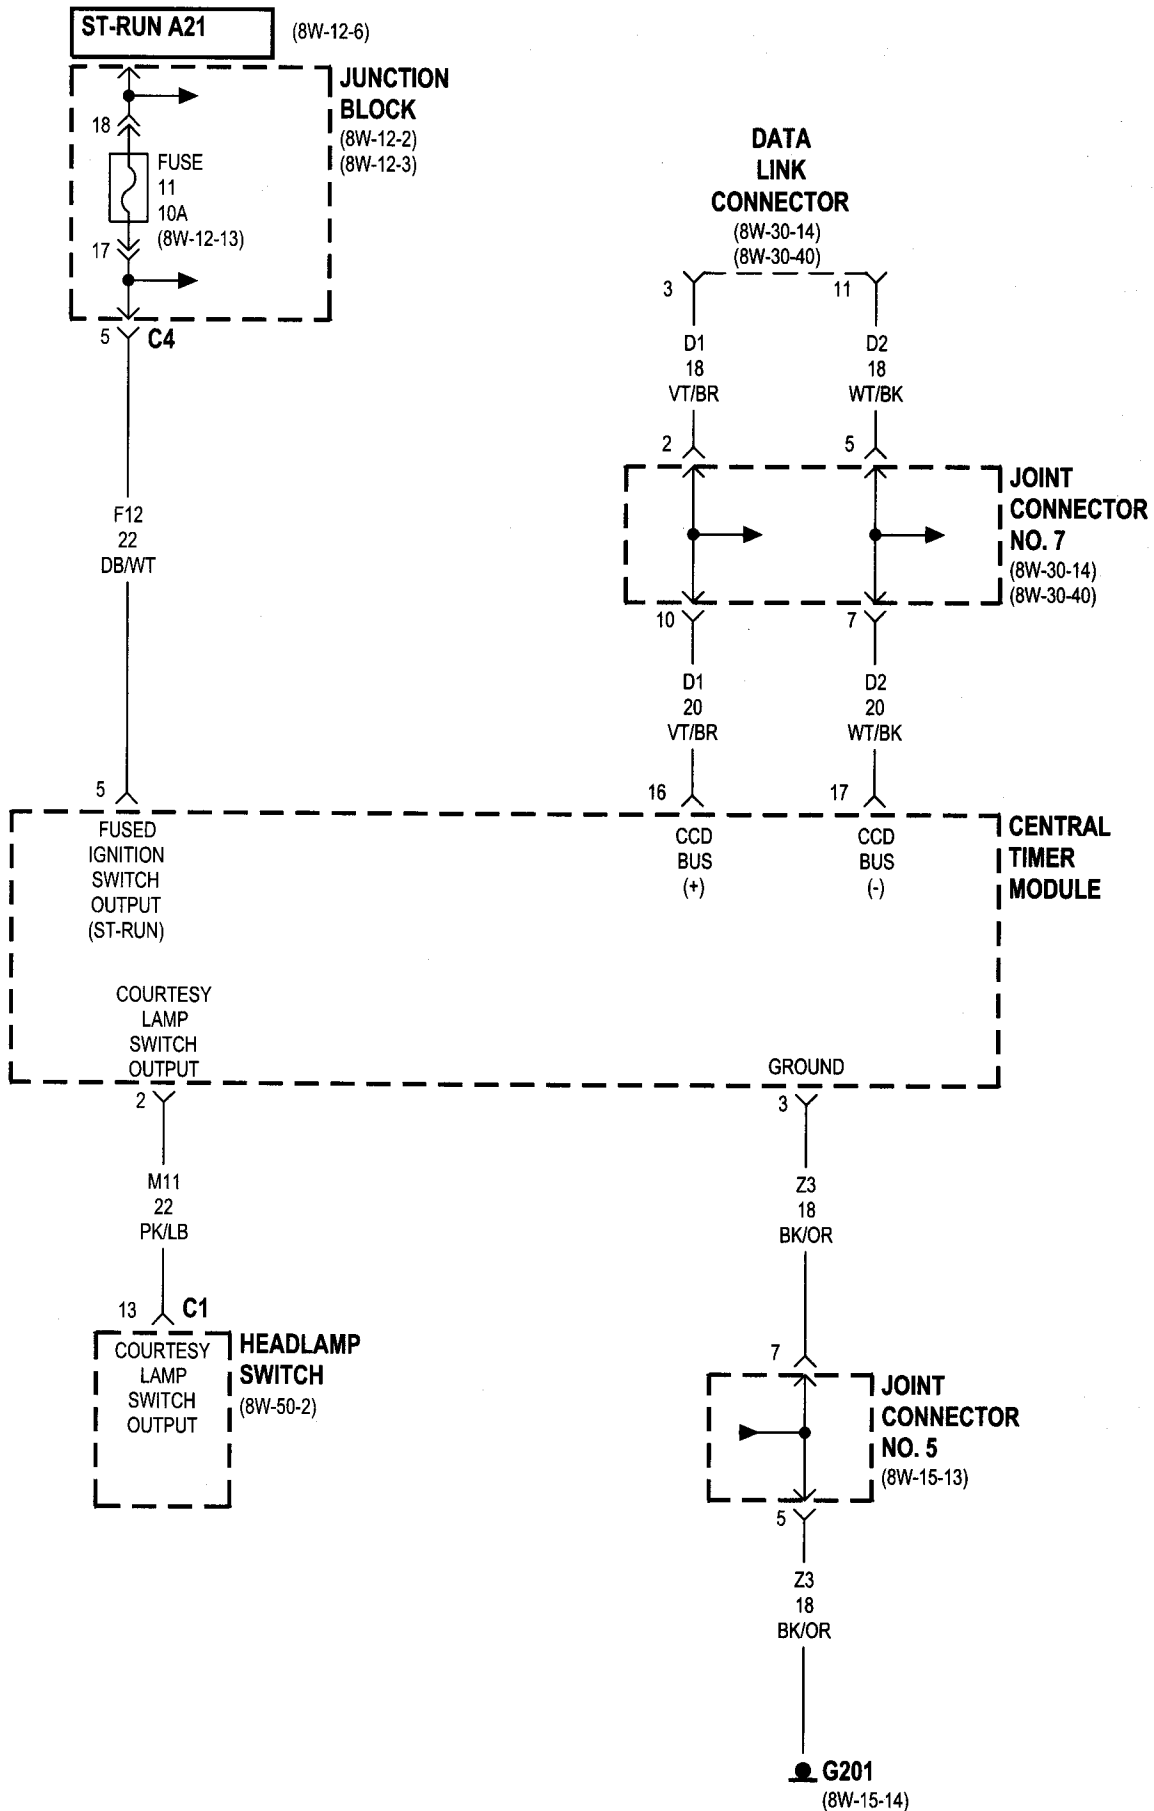 ST-RUN A21
(8W-12-6)
JUNCTION
BLOCK
(8W-12-2)
(8W-12-3)
18
FUSE
11
10A
(8W-12-13)
17
5
C4
F12
22
DB/WT
DATA
LINK
CONNECTOR
(8W-30-14)
(8W-30-40)
3
11
D1
18
VT/BR
D2
18
WT/BK
2
5
JOINT
CONNECTOR
NO. 7
(8W-30-14)
(8W-30-40)
10
7
D1
20
VT/BR
D2
20
WT/BK
5
16
17
FUSED
IGNITION
SWITCH
OUTPUT
(ST-RUN)
CCD
BUS
(+)
CCD
BUS
(-)
CENTRAL
TIMER
MODULE
COURTESY
LAMP
SWITCH
OUTPUT
GROUND
2
M11
22
PK/LB
13
C1
COURTESY
LAMP
SWITCH
OUTPUT
HEADLAMP
SWITCH
(8W-50-2)
3
Z3
18
BK/OR
7
JOINT
CONNECTOR
NO. 5
(8W-15-13)
5
Z3
18
BK/OR
G201
(8W-15-14)